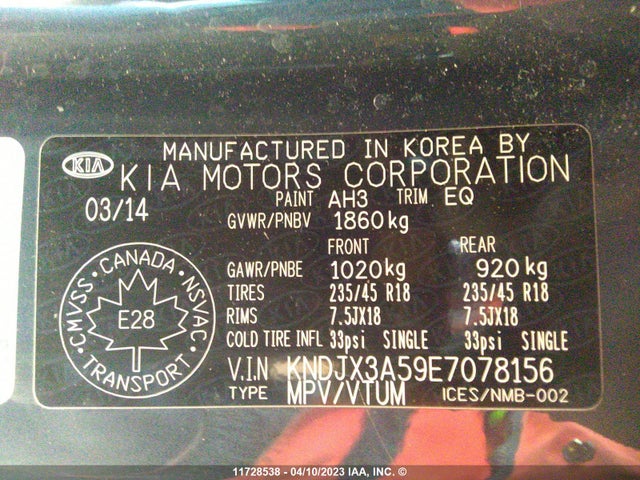 MANUFACTURED IN KOREA BY
KIA KIA MOTORS CORPORATION
03/14 PAINT AH3 TRIM EQ
GVWR/PNBV 1860kg
FRONT REAR
GAWR/PNBE 1020kg 920kg
TIRES 235/45 R18 235/45 R18
RIMS 7.5JX18 7.5JX18
COLD TIRE INFL 33psi SINGLE 33psi SINGLE
V.I.N KNDJX3A59E7078156
TYPE MPV/VTUM ICES/NMB-002
CMVSS • CANADA • NSVAC
E28
• TRANSPORT •
11728538 - 04/10/2023 IAA, INC. ©